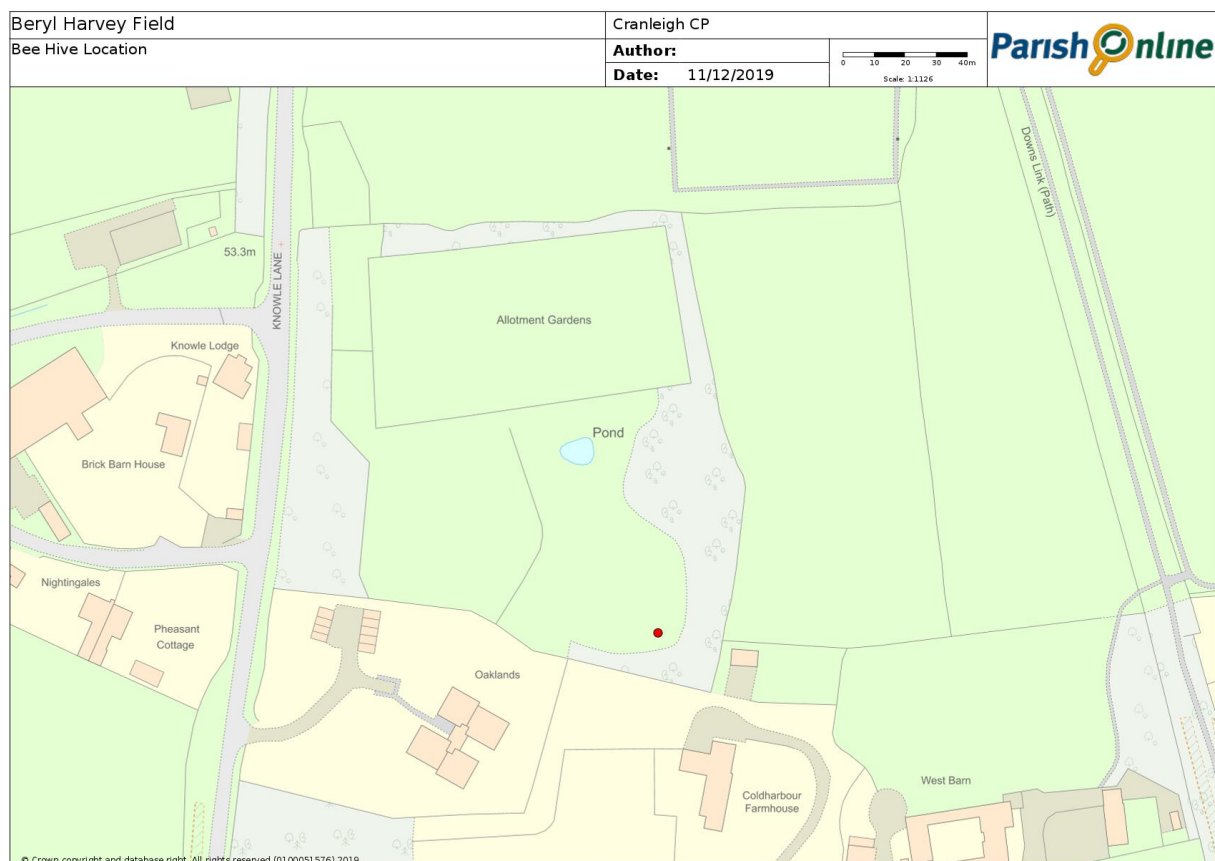 Beryl Harvey Field
Bee Hive Location
Cranleigh CP
Author:
Date: 11/12/2019
0 10 20 30 40m
Scale: 1:1126
Parish Online
Downs Link (Path)
53.3m
KNOWLE LANE
Allotment Gardens
Knowle Lodge
Pond
Brick Barn House
Nightingales
Pheasant
Cottage
Oaklands
West Barn
Coldharbour
Farmhouse
© Crown copyright and database right. All rights reserved (0100051576) 2019